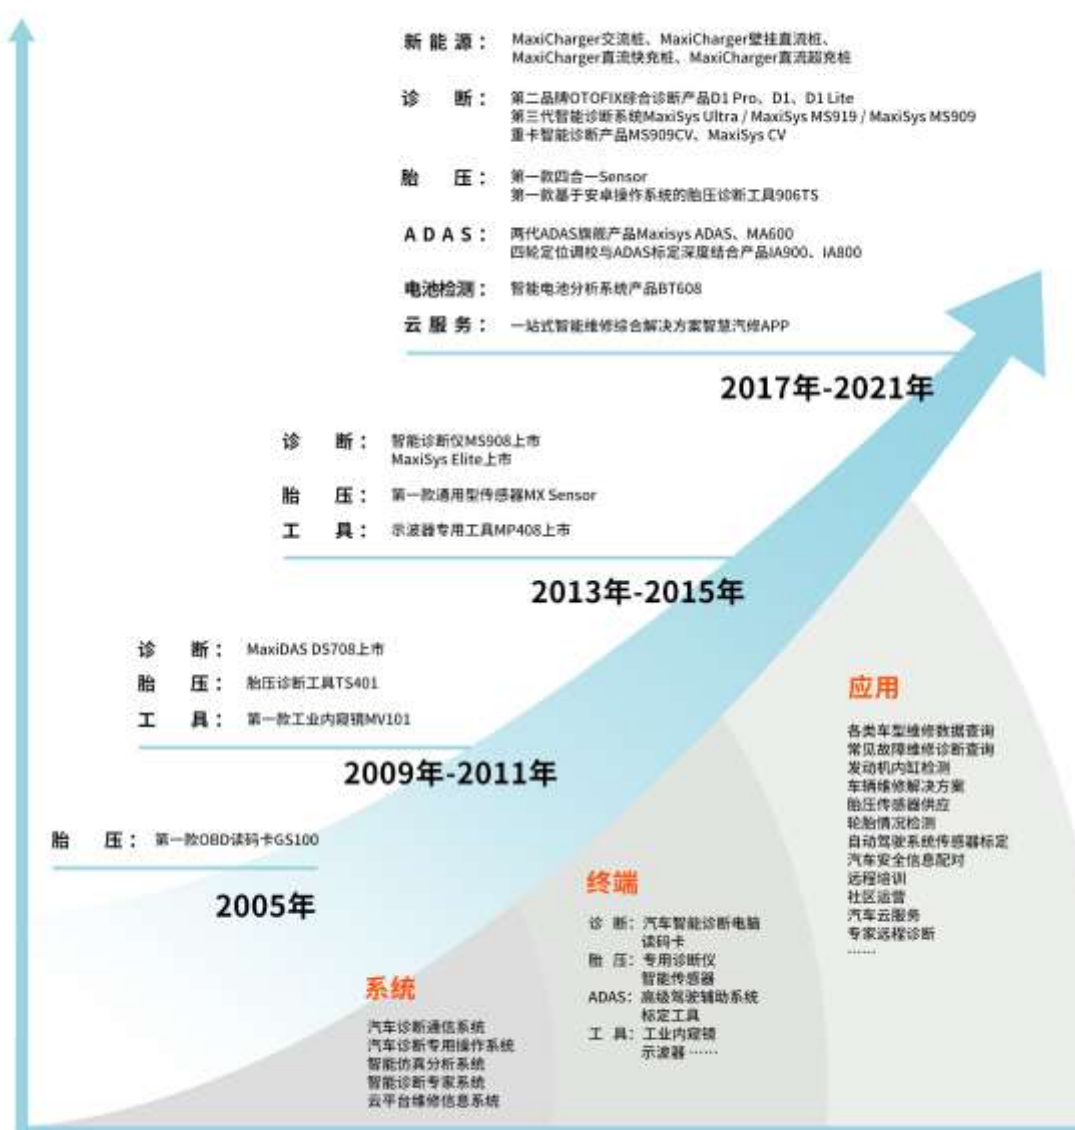 新能源： MaxiCharger交流桩、MaxiCharger壁挂直流桩、
MaxiCharger直流快充桩、MaxiCharger直流超充桩
诊断： 第二品牌OTOFIX综合诊断产品D1 Pro、D1、D1 Lite
第三代智能诊断系统MaxiSys Ultra / MaxiSys MS919 / MaxiSys MS909
重卡智能诊断产品MS909CV、MaxiSys CV
胎压： 第一款四合一Sensor
第一款基于安卓操作系统的胎压诊断工具906TS
ADAS： 两代ADAS旗舰产品Maxisys ADAS、MA600
四轮定位调校与ADAS标定深度结合产品IA900、IA800
电池检测： 智能电池分析系统产品BT608
云服务： 一站式智能维修综合解决方案智慧汽修APP
2017年-2021年
诊断： 智能诊断仪MS908上市
MaxiSys Elite上市
胎压： 第一款通用型传感器MX Sensor
工具： 示波器专用工具MP408上市
2013年-2015年
诊断： MaxiDAS DS708上市
胎压： 胎压诊断工具TS401
工具： 第一款工业内窥镜MV101
2009年-2011年
胎压： 第一款OBD读码卡GS100
2005年
系统
汽车诊断通信系统
汽车诊断专用操作系统
智能仿真分析系统
智能诊断专家系统
云平台维修信息系统
终端
诊断：汽车智能诊断电脑
读码卡
胎压：专用诊断仪
智能传感器
ADAS：高级驾驶辅助系统
标定工具
工具：工业内窥镜
示波器 ……
应用
各类车型维修数据查询
常见故障维修诊断查询
发动机内缸检测
车辆维修解决方案
胎压传感器供应
轮胎情况检测
自动驾驶系统传感器标定
汽车安全信息配对
远程培训
社区运营
汽车云服务
专家远程诊断
……